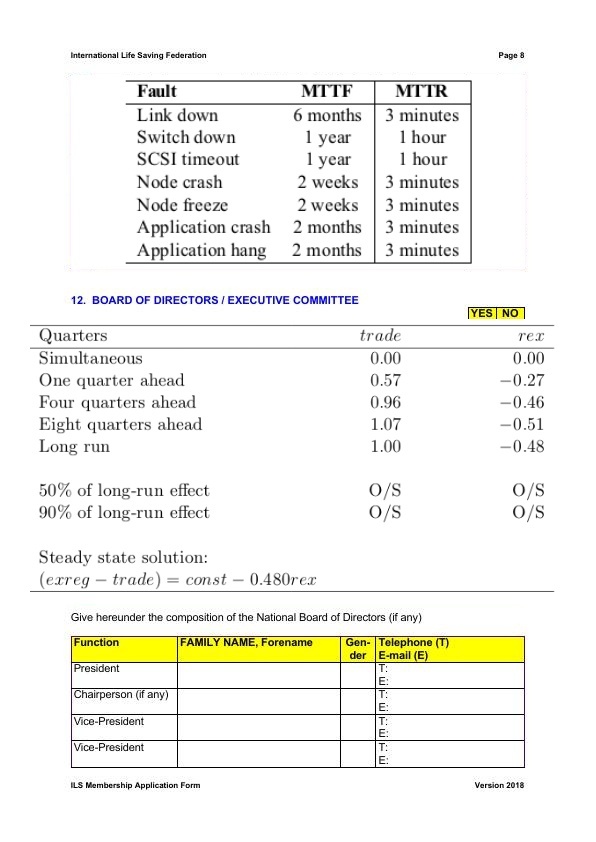 International Life Saving Federation Page 8
Fault MTTF MTTR
Link down 6 months 3 minutes
Switch down 1 year 1 hour
SCSI timeout 1 year 1 hour
Node crash 2 weeks 3 minutes
Node freeze 2 weeks 3 minutes
Application crash 2 months 3 minutes
Application hang 2 months 3 minutes
12. BOARD OF DIRECTORS / EXECUTIVE COMMITTEE
YES NO
Quarters trade rex
Simultaneous 0.00 0.00
One quarter ahead 0.57 −0.27
Four quarters ahead 0.96 −0.46
Eight quarters ahead 1.07 −0.51
Long run 1.00 −0.48
50% of long-run effect O/S O/S
90% of long-run effect O/S O/S
Steady state solution:
(exreg − trade) = const − 0.480rex
Give hereunder the composition of the National Board of Directors (if any)
Function FAMILY NAME, Forename Gen- Telephone (T)
der E-mail (E)
President T:
E:
Chairperson (if any) T:
E:
Vice-President T:
E:
Vice-President T:
E:
ILS Membership Application Form Version 2018